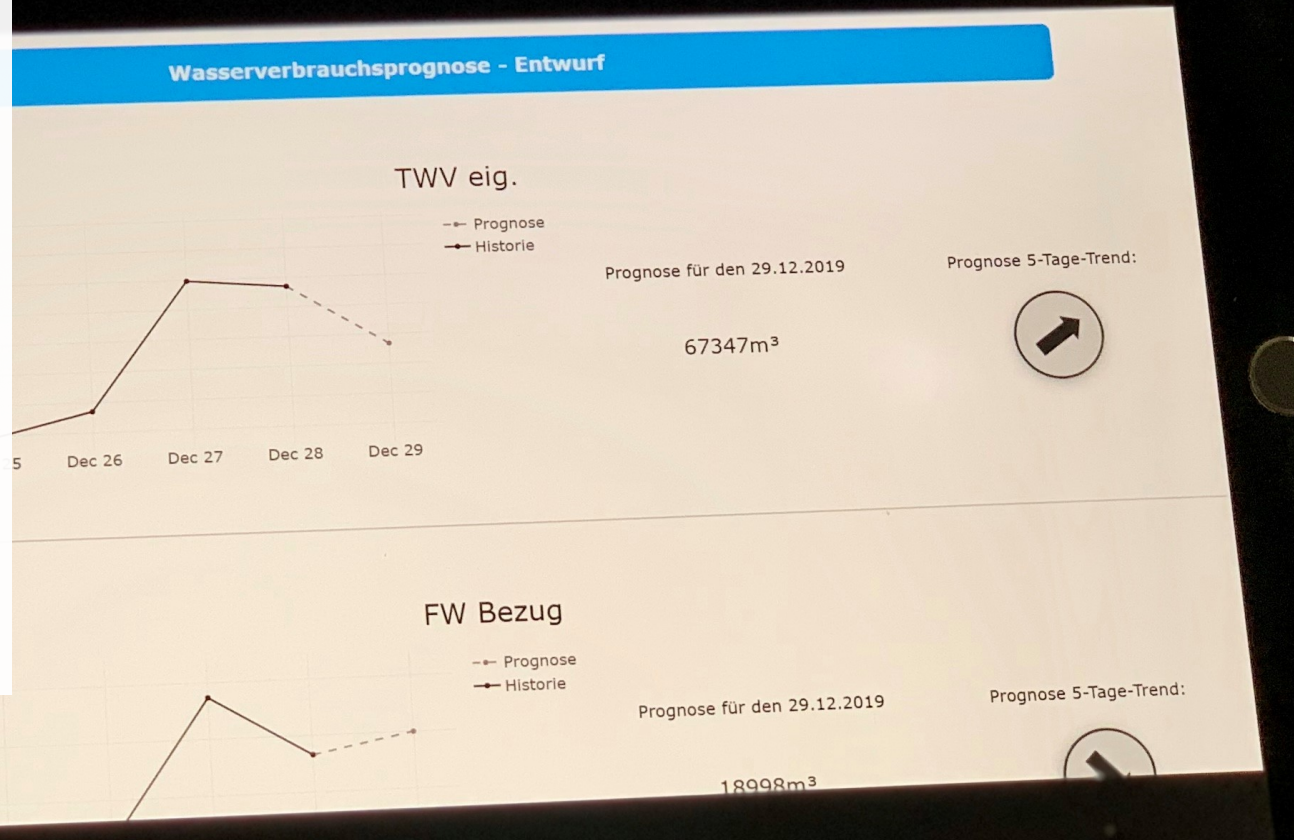 Wasserverbrauchsprognose - Entwurf
TWV eig.
Prognose
Historie
Prognose für den 29.12.2019
Prognose 5-Tage-Trend:
67347m³
5
Dec 26
Dec 27
Dec 28
Dec 29
FW Bezug
Prognose
Historie
Prognose für den 29.12.2019
Prognose 5-Tage-Trend:
18998m³